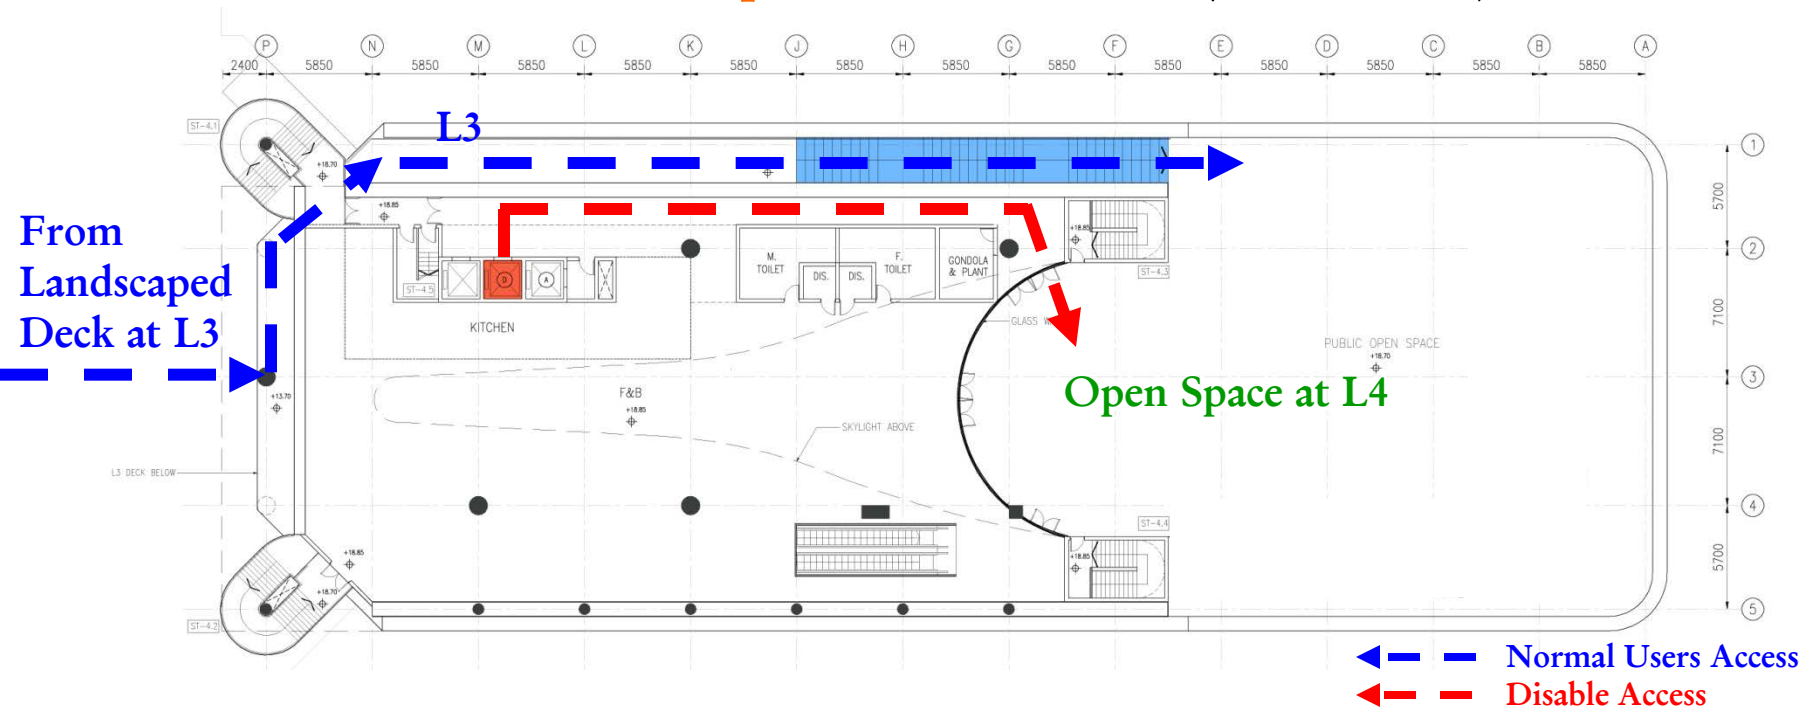 P N M L K J H G F E D C B A
2400 5850 5850 5850 5850 5850 5850 5850 5850 5850 5850 5850 5850 5850
ST-4.1
L3
1
+18.70
5700
+18.85
From
Landscaped
Deck at L3
+18.85
2
M.
TOILET
DIS.
DIS.
F.
TOILET
GONDOLA
& PLANT
ST-4.3
D
A
ST-4.5
7100
KITCHEN
GLASS W
PUBLIC OPEN SPACE
+18.70
3
Open Space at L4
F&B
+18.85
+13.70
SKYLIGHT ABOVE
7100
L3 DECK BELOW
4
ST-4.4
+18.85
+18.85
5700
+18.70
5
ST-4.2
Normal Users Access
Disable Access